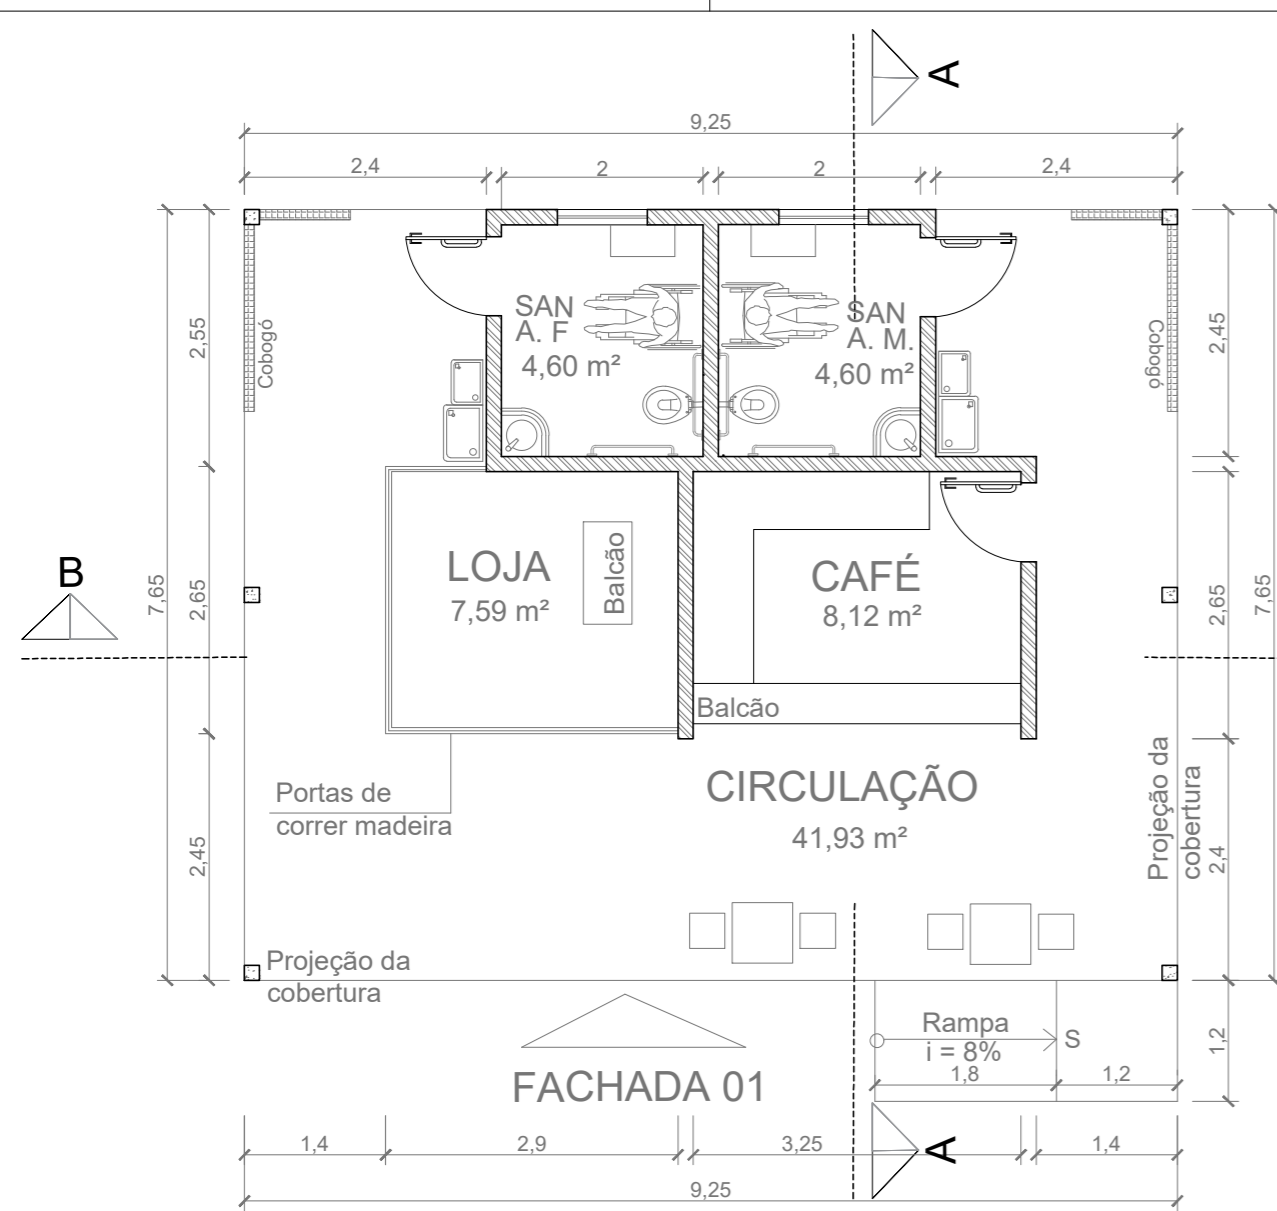 A
9,25
2,4
2
2
2,4
2,55
Cobogó
SAN
A. F
4,60 m²
SAN
A. M.
4,60 m²
Cobogó
2,45
B
7,65
2,65
LOJA
7,59 m²
Balcão
CAFÉ
8,12 m²
2,65
7,65
Balcão
Portas de
correr madeira
CIRCULAÇÃO
41,93 m²
Projeção da
cobertura
2,45
2,4
Projeção da
cobertura
Rampa
i = 8%
S
1,8
1,2
1,2
FACHADA 01
A
1,4
2,9
3,25
1,4
9,25